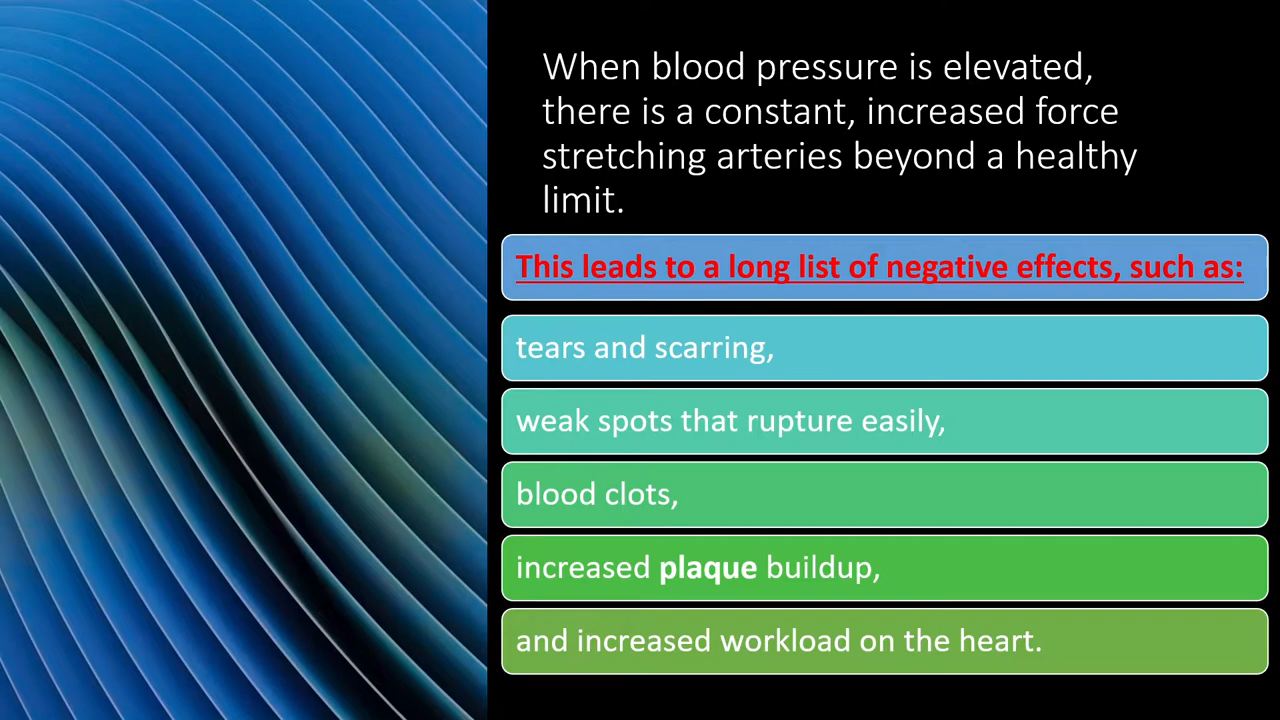 When blood pressure is elevated,
there is a constant, increased force
stretching arteries beyond a healthy
limit.
This leads to a long list of negative effects, such as:
tears and scarring,
weak spots that rupture easily,
blood clots,
increased plaque buildup,
and increased workload on the heart.